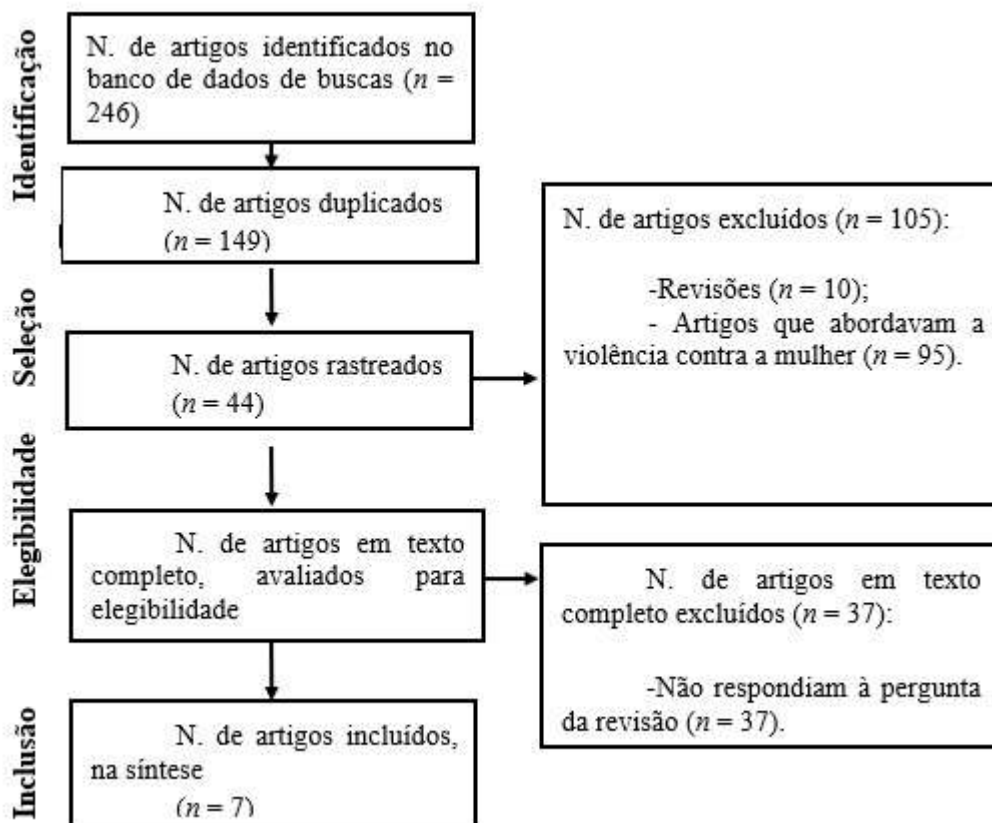 Identificação
N. de artigos identificados no
banco de dados de buscas (n =
246)
N. de artigos duplicados
(n = 149)
Seleção
N. de artigos rastreados
(n = 44)
N. de artigos excluídos (n = 105):
-Revisões (n = 10);
- Artigos que abordavam a
violência contra a mulher (n = 95).
Elegibilidade
N. de artigos em texto
completo, avaliados para
elegibilidade
N. de artigos em texto
completo excluídos (n = 37):
-Não respondiam à pergunta
da revisão (n = 37).
Inclusão
N. de artigos incluídos,
na síntese
(n = 7)